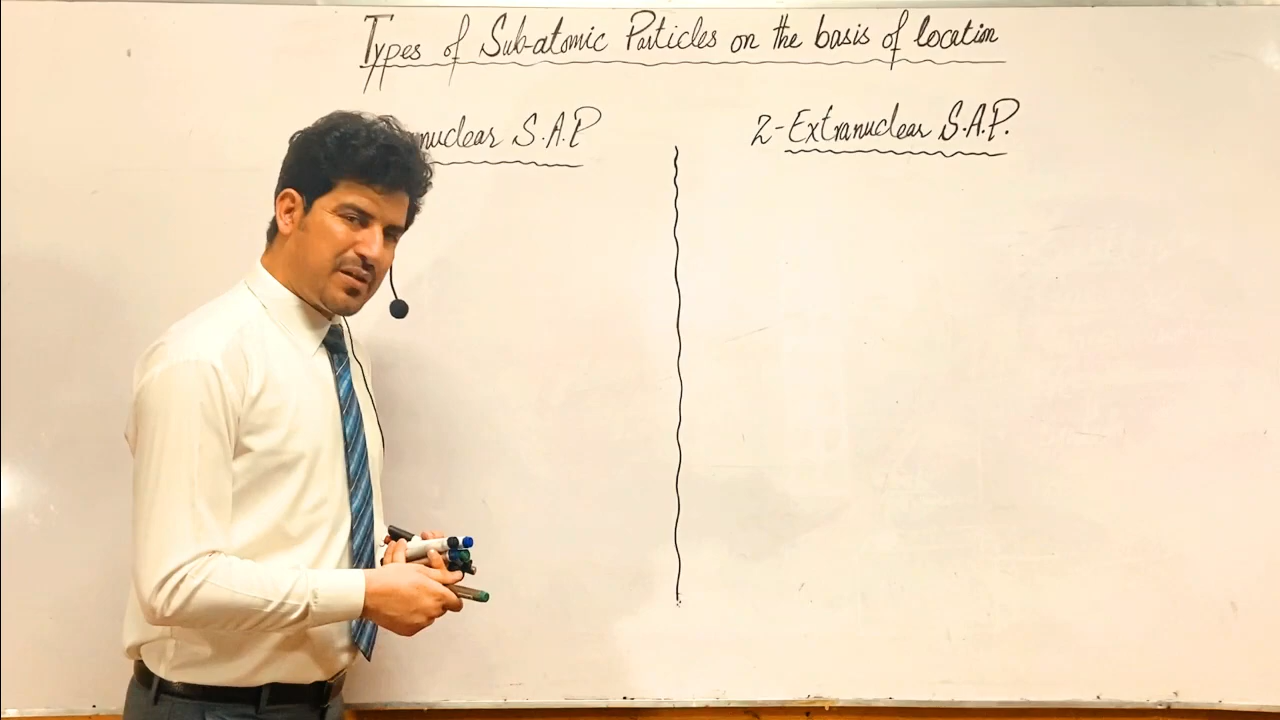 Types of Sub-atomic Particles on the basis of location
nuclear S.A.P
2-Extranuclear S.A.P.